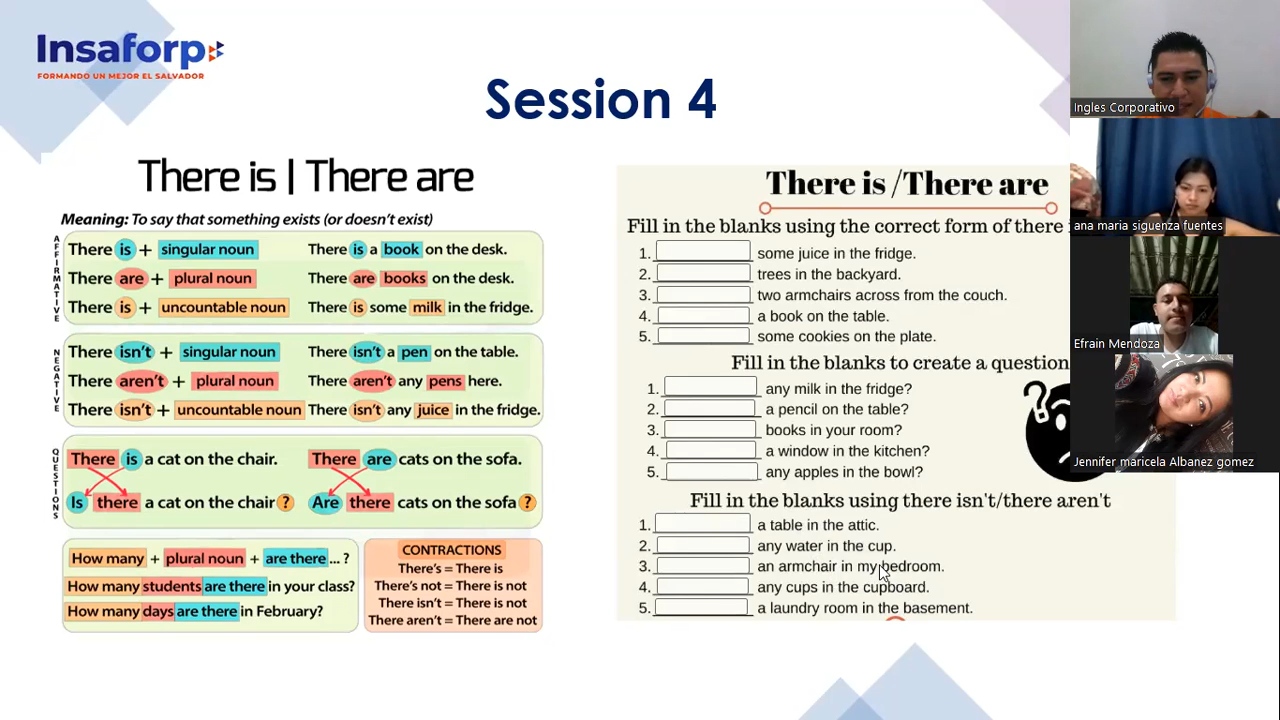 Insaforp
FORMANDO UN MEJOR EL SALVADOR
Session 4
There is | There are
Meaning: To say that something exists (or doesn't exist)
AFFIRMATIVE
There is + singular noun There is a book on the desk.
There are + plural noun There are books on the desk.
There is + uncountable noun There is some milk in the fridge.
NEGATIVE
There isn't + singular noun There isn't a pen on the table.
There aren't + plural noun There aren't any pens here.
There isn't + uncountable noun There isn't any juice in the fridge.
QUESTIONS
There is a cat on the chair. There are cats on the sofa.
Is there a cat on the chair ? Are there cats on the sofa ?
How many + plural noun + are there ... ?
How many students are there in your class?
How many days are there in February?
CONTRACTIONS
There's = There is
There's not = There is not
There isn't = There is not
There aren't = There are not
There is /There are
Fill in the blanks using the correct form of there
1. some juice in the fridge.
2. trees in the backyard.
3. two armchairs across from the couch.
4. a book on the table.
5. some cookies on the plate.
Fill in the blanks to create a question
1. any milk in the fridge?
2. a pencil on the table?
3. books in your room?
4. a window in the kitchen?
5. any apples in the bowl?
Fill in the blanks using there isn't/there aren't
1. a table in the attic.
2. any water in the cup.
3. an armchair in my bedroom.
4. any cups in the cupboard.
5. a laundry room in the basement.
Ingles Corporativo
ana maria siguenza fuentes
Efrain Mendoza
Jennifer maricela Albanez gomez